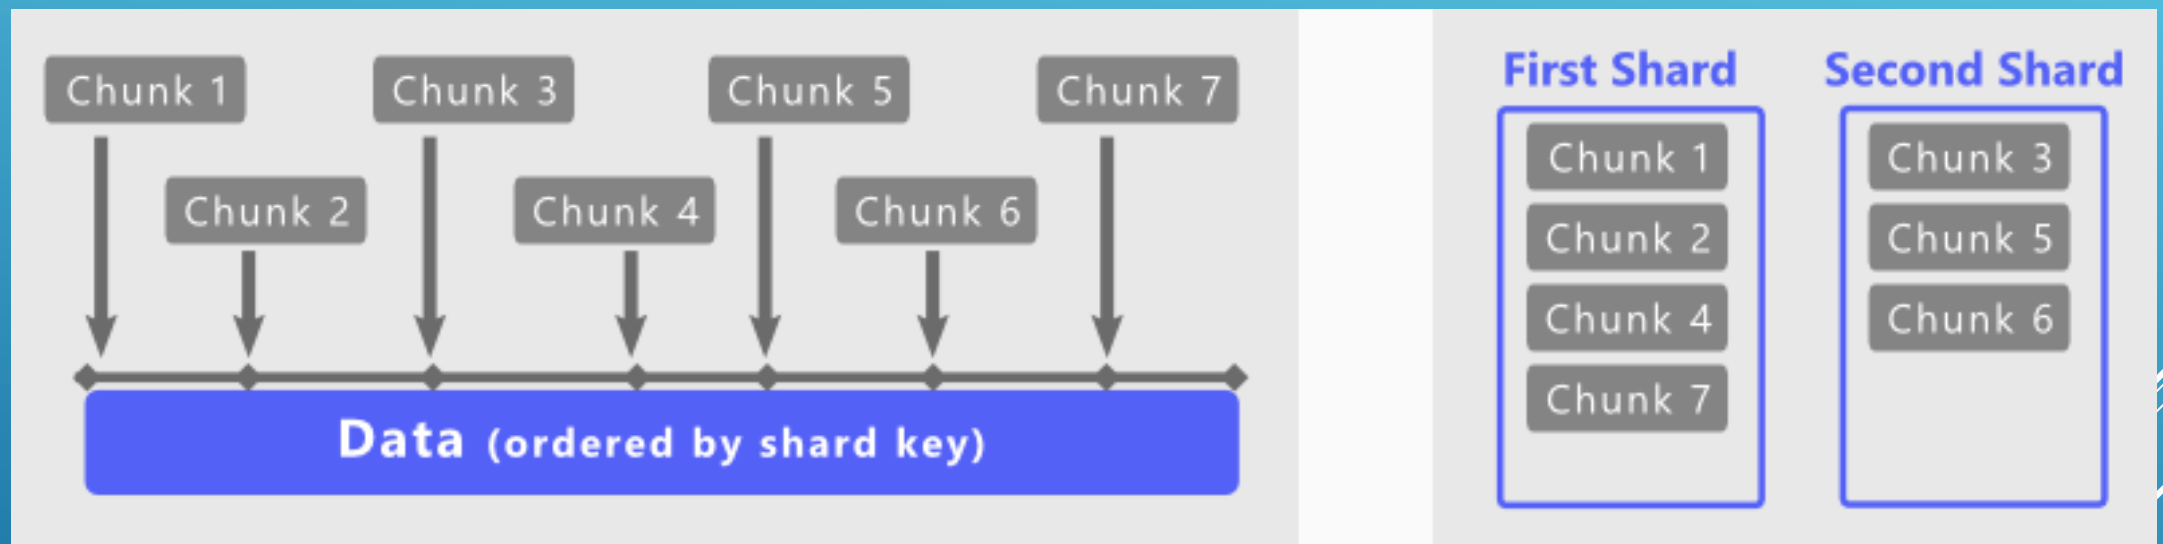 Chunk 1
Chunk 3
Chunk 5
Chunk 7
Chunk 2
Chunk 4
Chunk 6
Data (ordered by shard key)
First Shard
Chunk 1
Chunk 2
Chunk 4
Chunk 7
Second Shard
Chunk 3
Chunk 5
Chunk 6